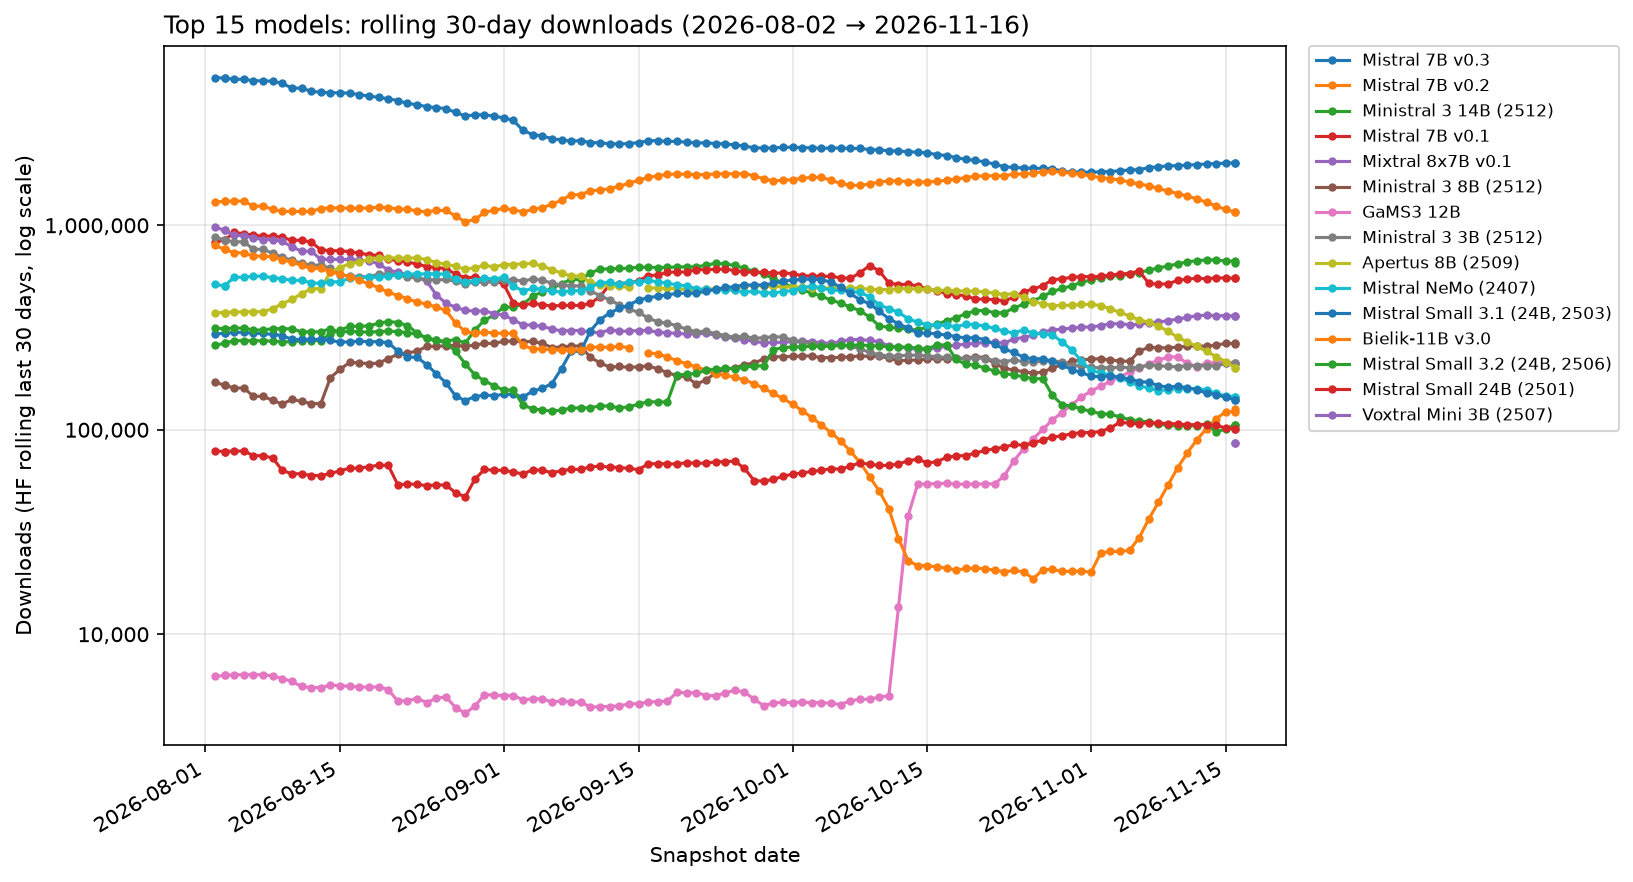 Top 15 models: rolling 30-day downloads (2026-08-02 → 2026-11-16)
Downloads (HF rolling last 30 days, log scale)
1,000,000
100,000
10,000
2026-08-01
2026-08-15
2026-09-01
2026-09-15
2026-10-01
2026-10-15
2026-11-01
2026-11-15
Snapshot date
Mistral 7B v0.3
Mistral 7B v0.2
Ministral 3 14B (2512)
Mistral 7B v0.1
Mixtral 8x7B v0.1
Ministral 3 8B (2512)
GaMS3 12B
Ministral 3 3B (2512)
Apertus 8B (2509)
Mistral NeMo (2407)
Mistral Small 3.1 (24B, 2503)
Bielik-11B v3.0
Mistral Small 3.2 (24B, 2506)
Mistral Small 24B (2501)
Voxtral Mini 3B (2507)